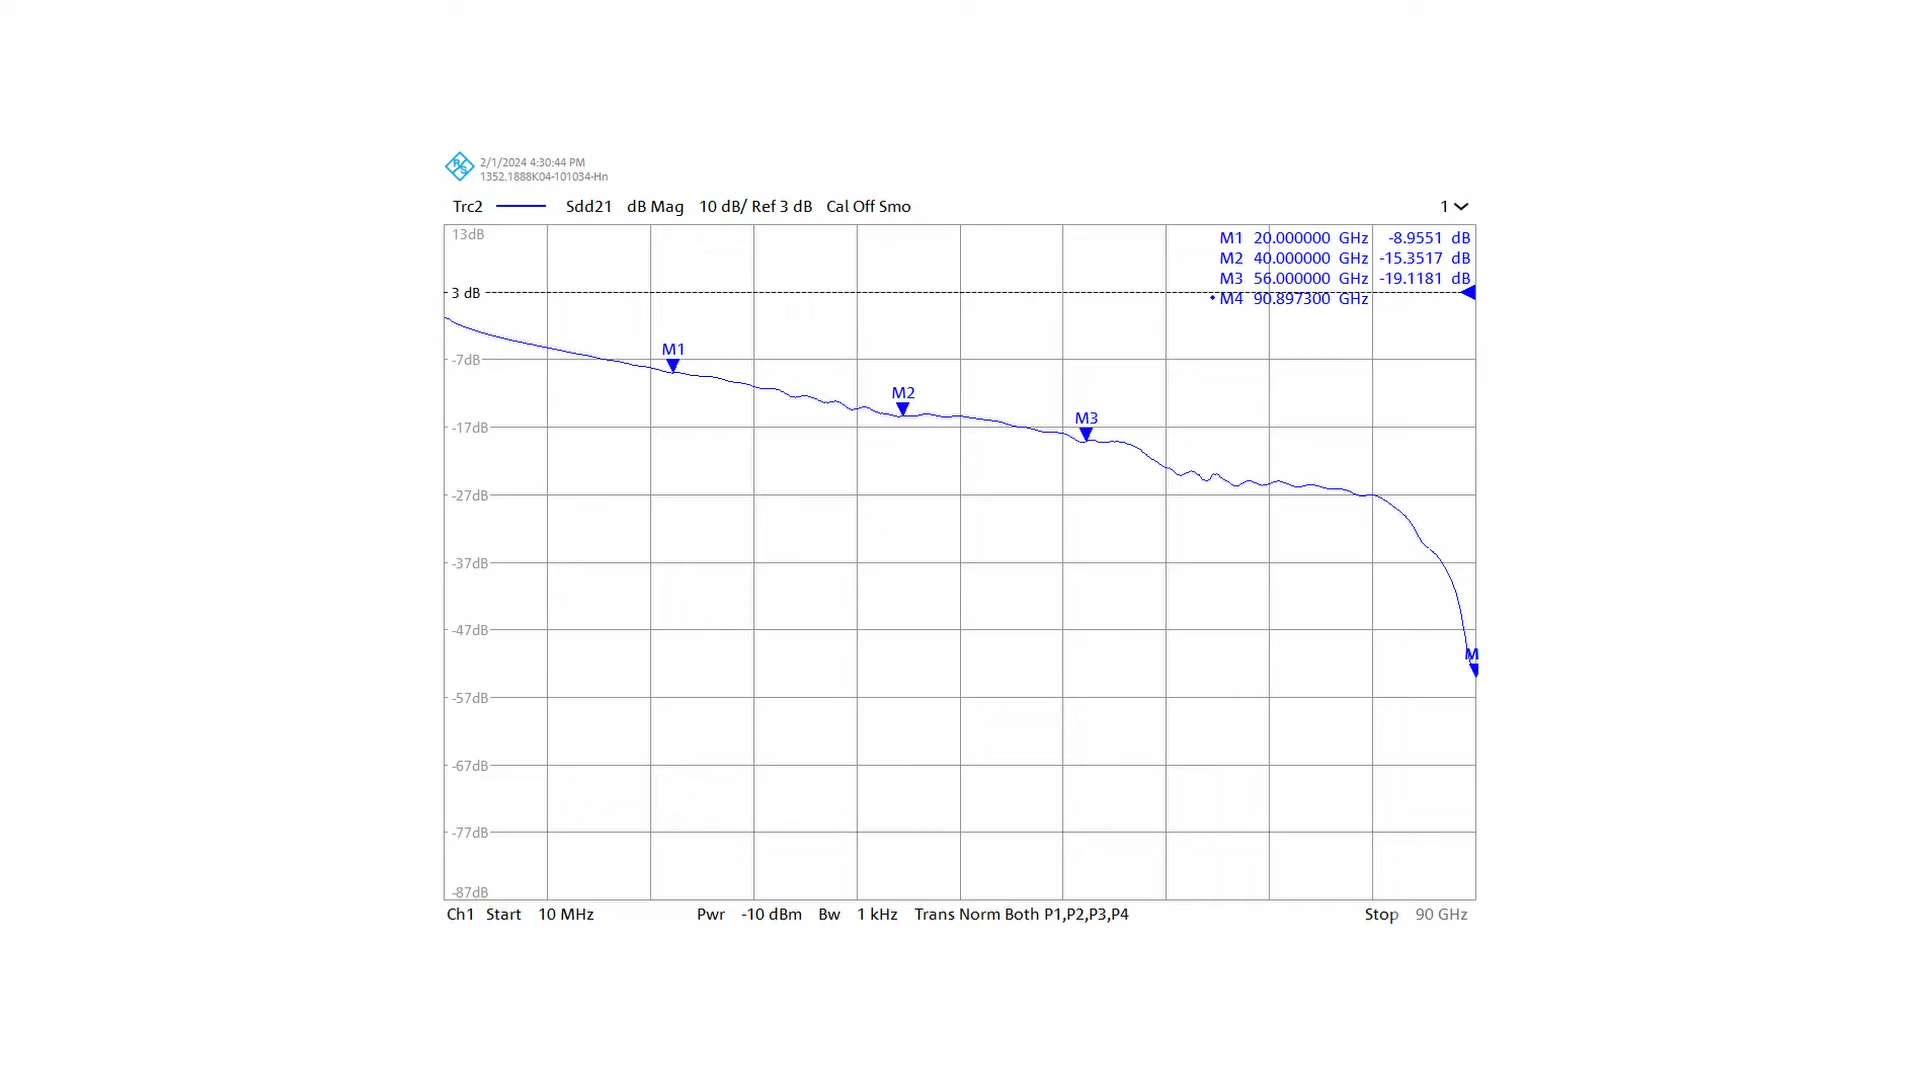 R S
2/1/2024 4:30:44 PM
1352.1888K04-101034-Hn
Trc2 Sdd21 dB Mag 10 dB/ Ref 3 dB Cal Off Smo 1
13dB
M1 20.000000 GHz -8.9551 dB
M2 40.000000 GHz -15.3517 dB
M3 56.000000 GHz -19.1181 dB
3 dB
M4 90.897300 GHz
M1
-7dB
M2
M3
-17dB
-27dB
-37dB
-47dB
M
-57dB
-67dB
-77dB
-87dB
Ch1 Start 10 MHz Pwr -10 dBm Bw 1 kHz Trans Norm Both P1,P2,P3,P4 Stop 90 GHz